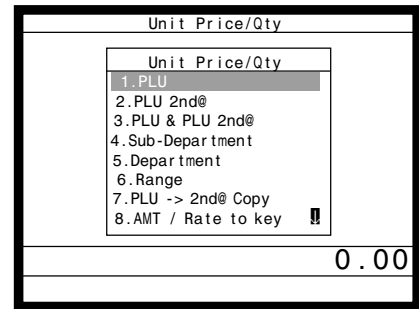 Unit Price/Qty
Unit Price/Qty
1.PLU
2.PLU 2nd@
3.PLU & PLU 2nd@
4.Sub-Department
5.Department
6.Range
7.PLU -> 2nd@ Copy
8.AMT / Rate to key
0.00